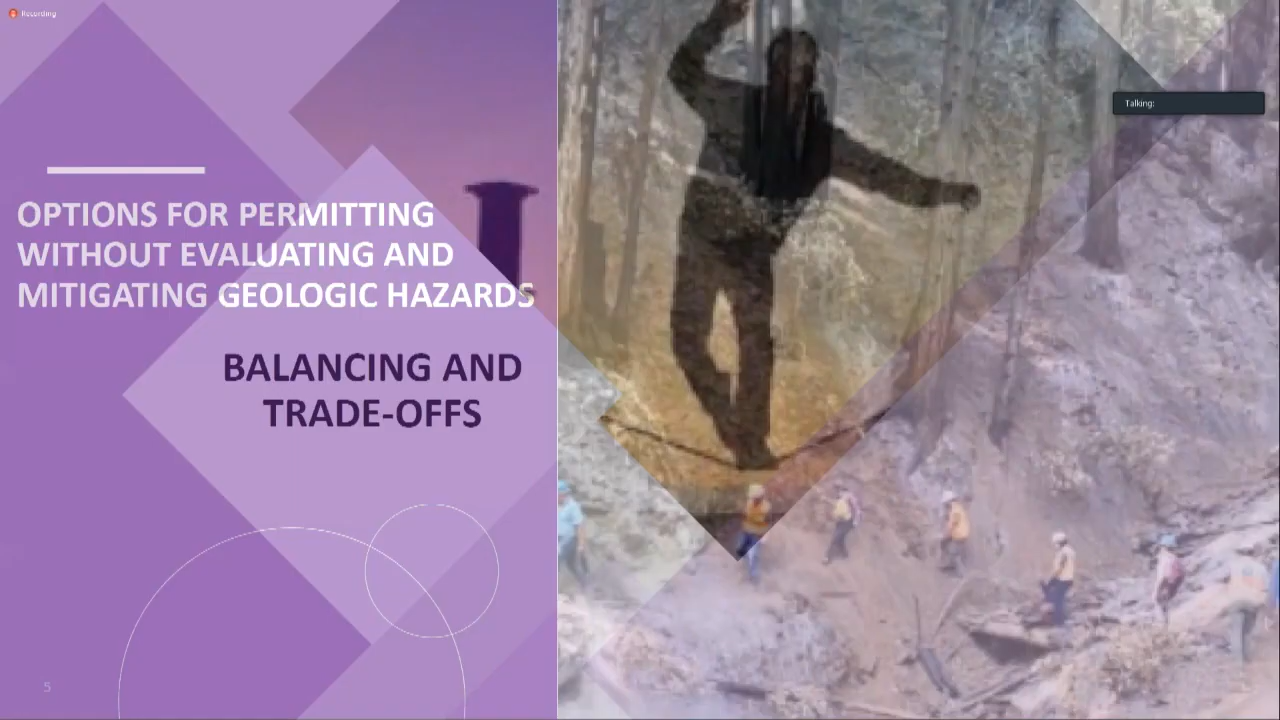 Recording
Talking:
OPTIONS FOR PERMITTING
WITHOUT EVALUATING AND
MITIGATING GEOLOGIC HAZARDS
BALANCING AND
TRADE-OFFS
5